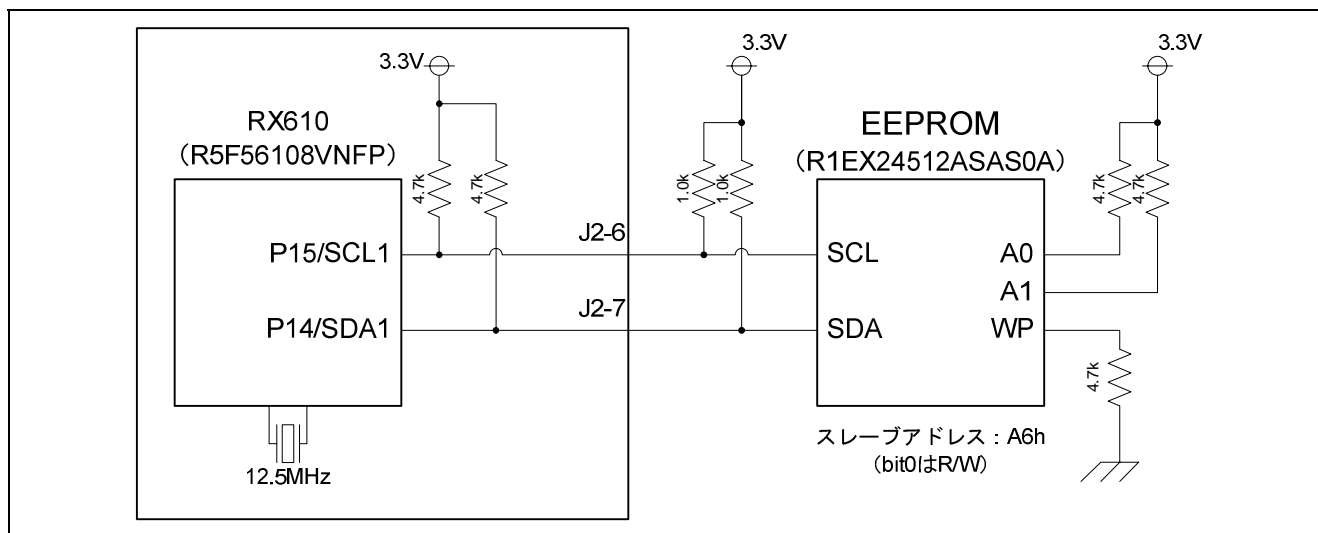 3.3V
RX610
（R5F56108VNFP）
4.7k
4.7k
P15/SCL1
P14/SDA1
12.5MHz
J2-6
J2-7
3.3V
1.0k
1.0k
EEPROM
（R1EX24512ASAS0A）
SCL
SDA
A0
A1
WP
3.3V
4.7k
4.7k
4.7k
スレーブアドレス：A6h
（bit0はR/W）